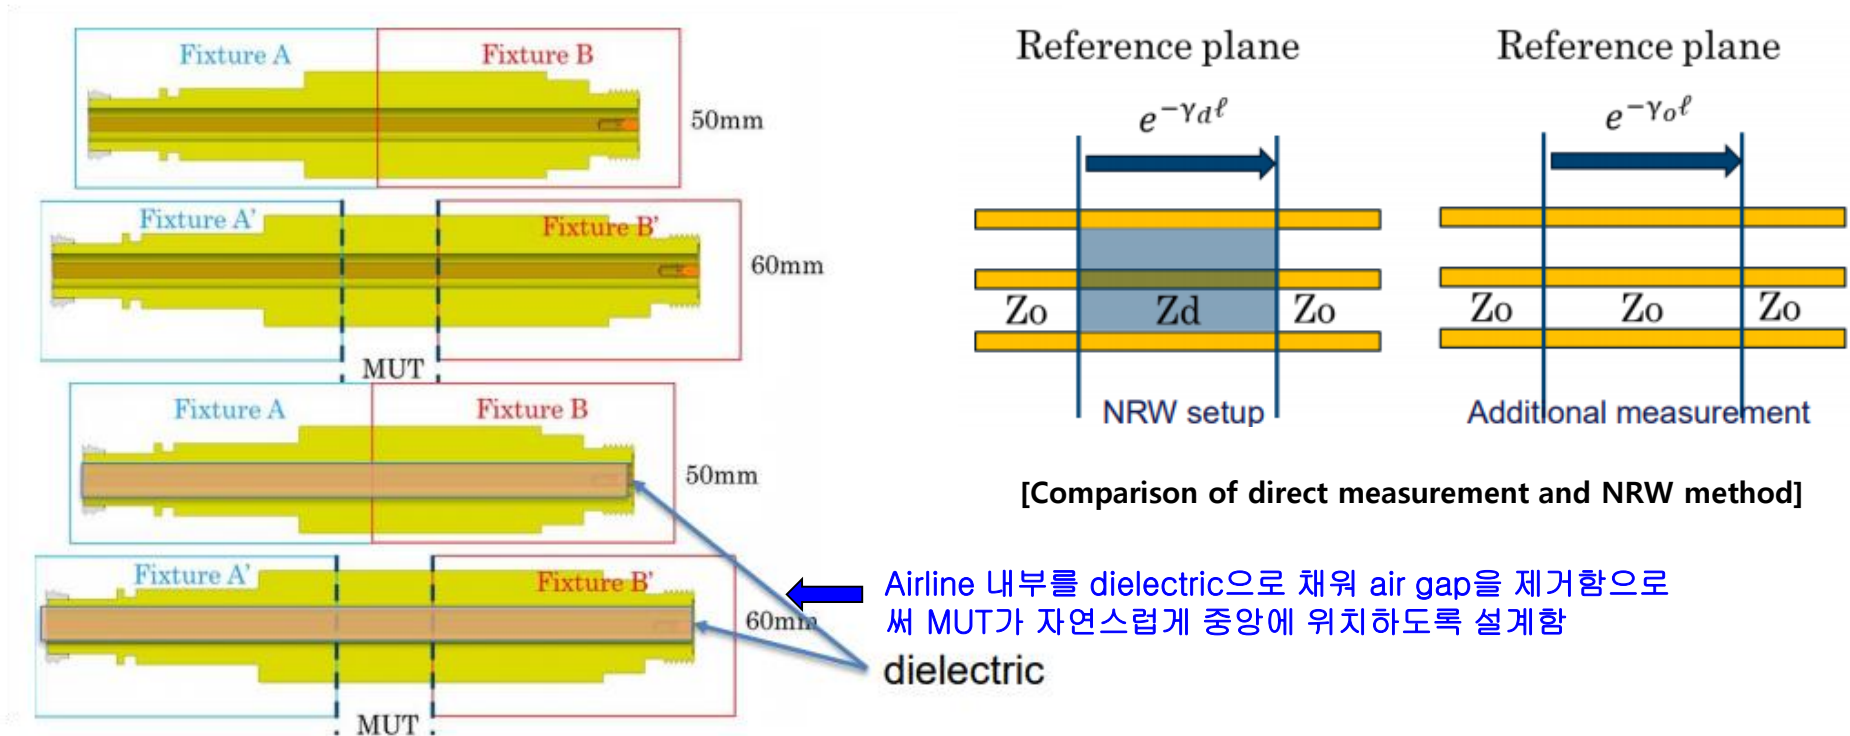 Fixture A
Fixture B
50mm
Fixture A’
Fixture B’
60mm
MUT
Fixture A
Fixture B
50mm
Fixture A’
Fixture B’
60mm
MUT
dielectric
Reference plane
e^{-γ_dℓ}
Zo
Zd
Zo
NRW setup
Reference plane
e^{-γ_oℓ}
Zo
Zo
Zo
Additional measurement
[Comparison of direct measurement and NRW method]
Airline 내부를 dielectric으로 채워 air gap을 제거함으로
써 MUT가 자연스럽게 중앙에 위치하도록 설계함